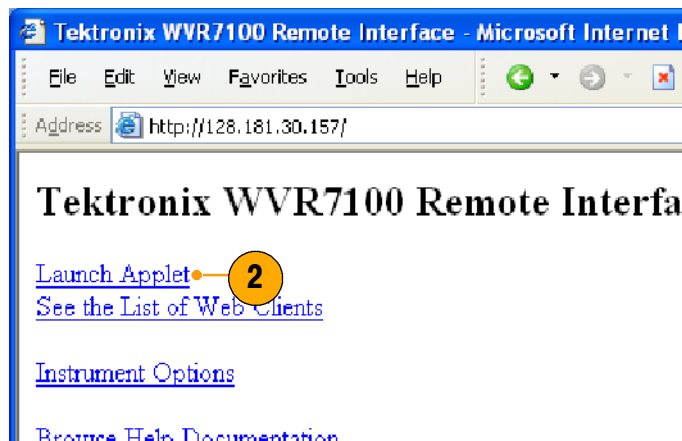 Tektronix WVR7100 Remote Interface - Microsoft Internet
File Edit View Favorites Tools Help
Address http://128.181.30.157/
Tektronix WVR7100 Remote Interfa
Launch Applet 2
See the List of Web Clients
Instrument Options
Browse Help Documentation